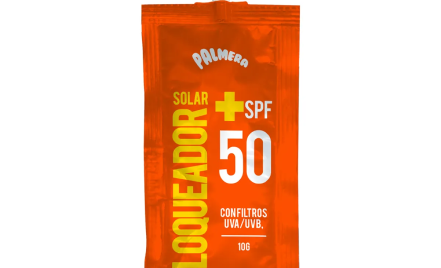 PALMERA
SOLAR
LOQUEADOR
+SPF
50
CON FILTROS
UVA/UVB,
10G